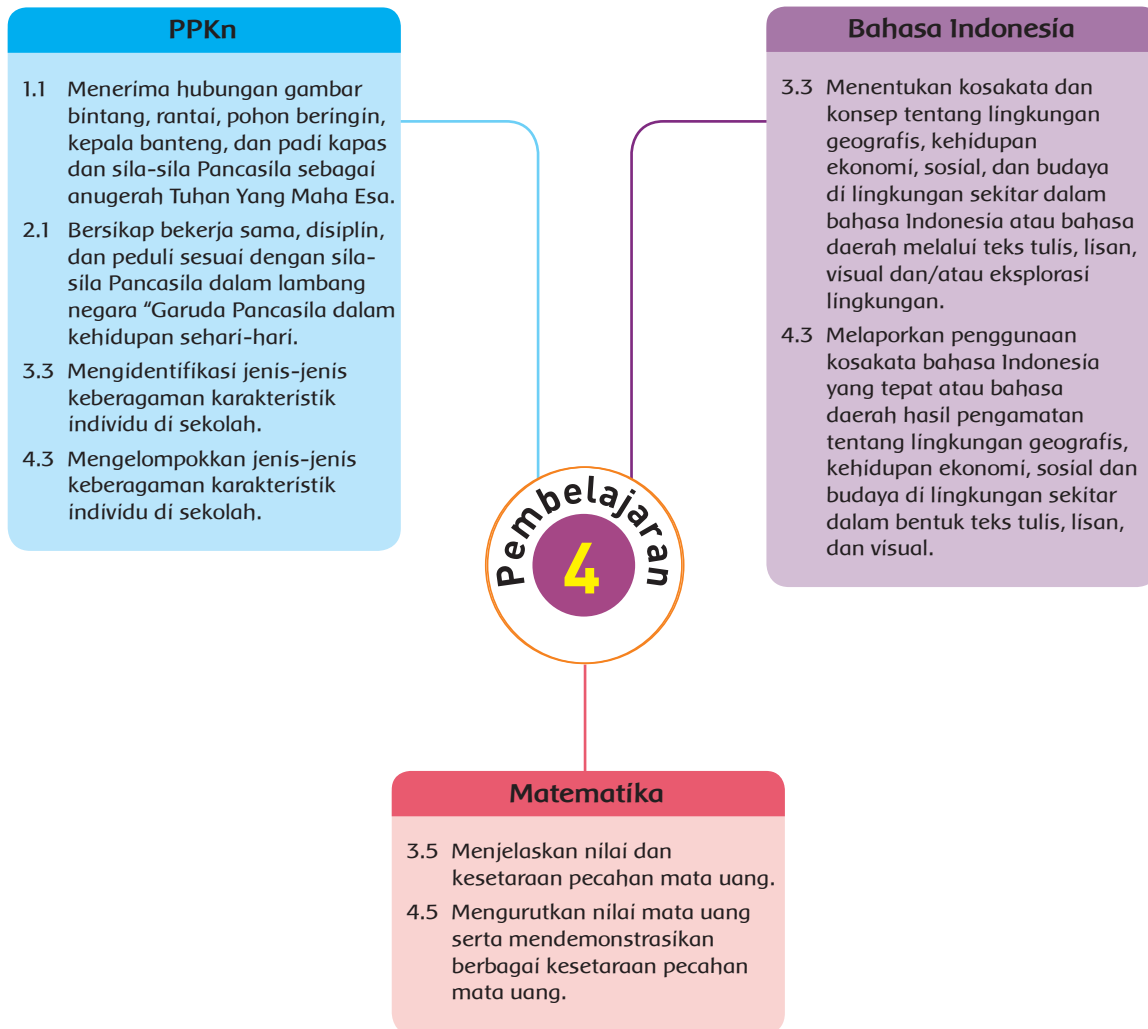 PPKn
1.1 Menerima hubungan gambar
bintang, rantai, pohon beringin,
kepala banteng, dan padi kapas
dan sila-sila Pancasila sebagai
anugerah Tuhan Yang Maha Esa.
2.1 Bersikap bekerja sama, disiplin,
dan peduli sesuai dengan sila-
sila Pancasila dalam lambang
negara “Garuda Pancasila dalam
kehidupan sehari-hari.
3.3 Mengidentifikasi jenis-jenis
keberagaman karakteristik
individu di sekolah.
4.3 Mengelompokkan jenis-jenis
keberagaman karakteristik
individu di sekolah.
Bahasa Indonesia
3.3 Menentukan kosakata dan
konsep tentang lingkungan
geografis, kehidupan
ekonomi, sosial, dan budaya
di lingkungan sekitar dalam
bahasa Indonesia atau bahasa
daerah melalui teks tulis, lisan,
visual dan/atau eksplorasi
lingkungan.
4.3 Melaporkan penggunaan
kosakata bahasa Indonesia
yang tepat atau bahasa
daerah hasil pengamatan
tentang lingkungan geografis,
kehidupan ekonomi, sosial dan
budaya di lingkungan sekitar
dalam bentuk teks tulis, lisan,
dan visual.
Pembelajaran
4
Matematika
3.5 Menjelaskan nilai dan
kesetaraan pecahan mata uang.
4.5 Mengurutkan nilai mata uang
serta mendemonstrasikan
berbagai kesetaraan pecahan
mata uang.